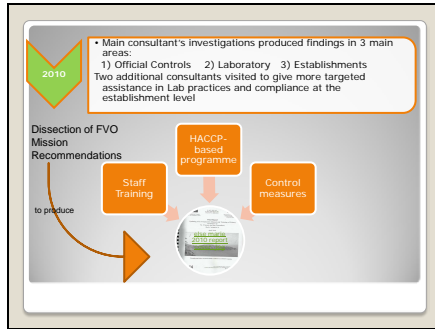 2010
• Main consultant's investigations produced findings in 3 main
areas:
1) Official Controls 2) Laboratory 3) Establishments
Two additional consultants visited to give more targeted
assistance in Lab practices and compliance at the
establishment level
Dissection of FVO
Mission
Recommendations
HACCP-
based
programme
Staff
Training
Control
measures
to produce
2010 report